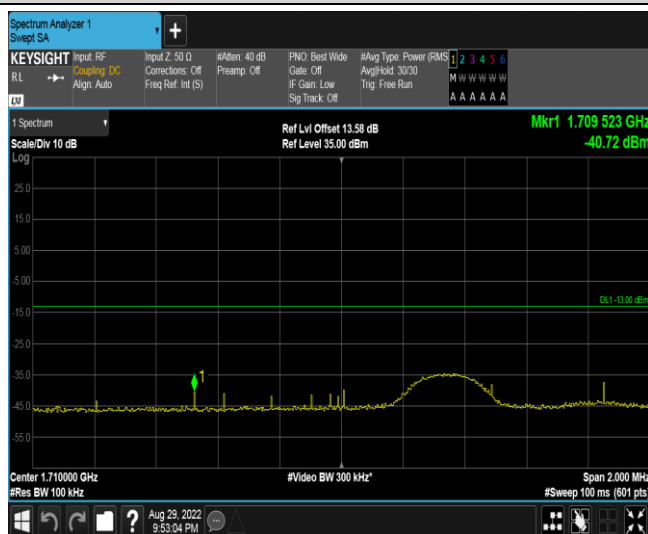 Spectrum Analyzer 1
Swept SA
+
KEYSIGHT
RL
LXI
Input: RF
Coupling: DC
Align: Auto
Input Z: 50 Ω
Corrections: Off
Freq Ref: Int (S)
#Atten: 40 dB
Preamp: Off
PNO: Best Wide
Gate: Off
IF Gain: Low
Sig Track: Off
#Avg Type: Power (RMS
Avg|Hold: 30/30
Trig: Free Run
1 2 3 4 5 6
M W W W W W
A A A A A A
1 Spectrum
Scale/Div 10 dB
Ref Lvl Offset 13.58 dB
Ref Level 35.00 dBm
Mkr1 1.709 523 GHz
-40.72 dBm
Log
25.0
15.0
5.00
-5.00
DL1 -13.00 dBm
-15.0
-25.0
-35.0
1
-45.0
-55.0
Center 1.710000 GHz
#Video BW 300 kHz*
Span 2.000 MHz
#Res BW 100 kHz
#Sweep 100 ms (601 pts)
?
Aug 29, 2022
9:53:04 PM